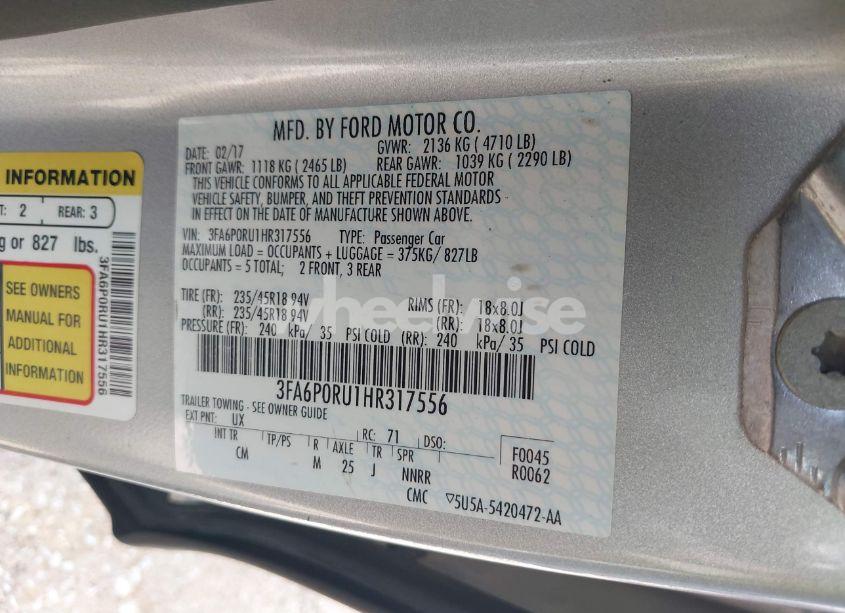 INFORMATION
: 2 REAR: 3
g or 827 lbs.
SEE OWNERS
MANUAL FOR
ADDITIONAL
INFORMATION
3FA6P0RU1HR317556
MFD. BY FORD MOTOR CO.
DATE: 02/17 GVWR: 2136 KG ( 4710 LB)
FRONT GAWR: 1118 KG ( 2465 LB) REAR GAWR: 1039 KG ( 2290 LB)
THIS VEHICLE CONFORMS TO ALL APPLICABLE FEDERAL MOTOR
VEHICLE SAFETY, BUMPER, AND THEFT PREVENTION STANDARDS
IN EFFECT ON THE DATE OF MANUFACTURE SHOWN ABOVE.
VIN: 3FA6P0RU1HR317556 TYPE: Passenger Car
MAXIMUM LOAD = OCCUPANTS + LUGGAGE = 375KG/ 827LB
OCCUPANTS = 5 TOTAL; 2 FRONT, 3 REAR
TIRE (FR): 235/45R18 94V RIMS (FR): 18x8.0J
(RR): 235/45R18 94V (RR): 18x8.0J
PRESSURE (FR): 240 kPa/ 35 PSI COLD (RR): 240 kPa/ 35 PSI COLD
3FA6P0RU1HR317556
TRAILER TOWING - SEE OWNER GUIDE
EXT PNT: UX RC: 71 DSO:
INT TR TP/PS R AXLE TR SPR F0045
CM M 25 J NNRR R0062
CMC ▽5U5A-5420472-AA
wheelwise